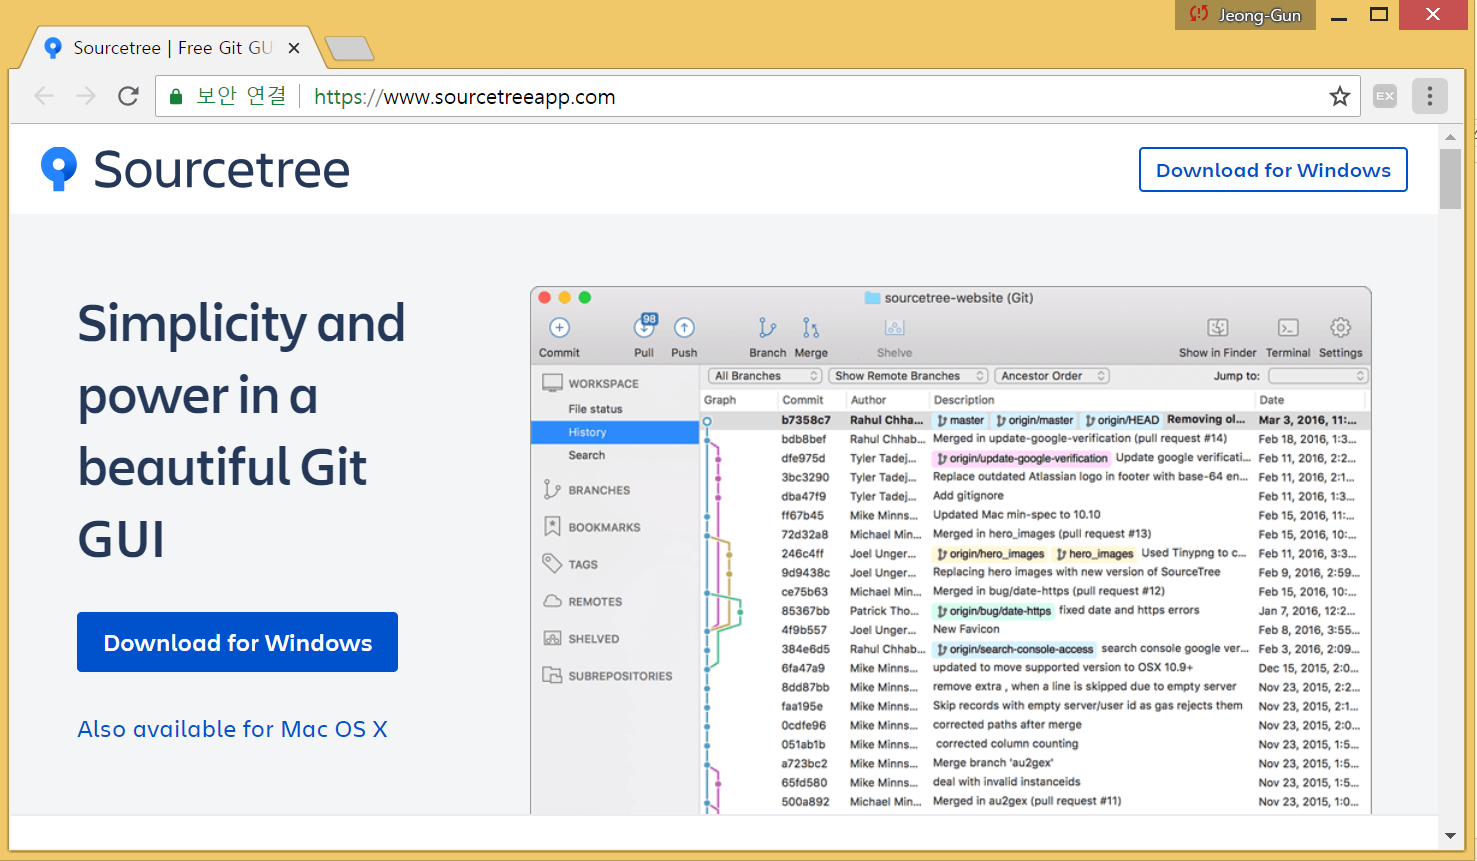 Jeong-Gun
Sourcetree | Free Git GU
보안 연결 https://www.sourcetreeapp.com
EX
Sourcetree
Download for Windows
Simplicity and
power in a
beautiful Git
GUI
Download for Windows
Also available for Mac OS X
sourcetree-website (Git)
98
Commit Pull Push Branch Merge Shelve Show in Finder Terminal Settings
All Branches Show Remote Branches Ancestor Order Jump to:
WORKSPACE
File status
History
Search
BRANCHES
BOOKMARKS
TAGS
REMOTES
SHELVED
SUBREPOSITORIES
Graph Commit Author Description Date
b7358c7 Rahul Chha... master origin/master origin/HEAD Removing ol... Mar 3, 2016, 11:...
bdb8bef Rahul Chhab... Merged in update-google-verification (pull request #14) Feb 18, 2016, 1:3...
dfe975d Tyler Tadej... origin/update-google-verification Update google verificati... Feb 11, 2016, 2:2...
3bc3290 Tyler Tadej... Replace outdated Atlassian logo in footer with base-64 en... Feb 11, 2016, 2:1...
dba47f9 Tyler Tadej... Add gitignore Feb 11, 2016, 1:3...
ff67b45 Mike Minns... Updated Mac min-spec to 10.10 Feb 15, 2016, 11:...
72d32a8 Michael Min... Merged in hero_images (pull request #13) Feb 15, 2016, 10:...
246c4ff Joel Unger... origin/hero_images hero_images Used Tinypng to c... Feb 11, 2016, 3:3...
9d9438c Joel Unger... Replacing hero images with new version of SourceTree Feb 9, 2016, 2:59...
ce75b63 Michael Min... Merged in bug/date-https (pull request #12) Feb 15, 2016, 10:...
85367bb Patrick Tho... origin/bug/date-https fixed date and https errors Jan 7, 2016, 12:2...
4f9b557 Joel Unger... New Favicon Feb 8, 2016, 3:55...
384e6d5 Rahul Chhab... origin/search-console-access search console google ver... Feb 3, 2016, 2:09...
6fa47a9 Mike Minns... updated to move supported version to OSX 10.9+ Dec 15, 2015, 2:0...
8dd87bb Mike Minns... remove extra , when a line is skipped due to empty server Nov 23, 2015, 2:2...
faa195e Mike Minns... Skip records with empty server/user id as gas rejects them Nov 23, 2015, 2:1...
0cdfe96 Mike Minns... corrected paths after merge Nov 23, 2015, 2:0...
051ab1b Mike Minns... corrected column counting Nov 23, 2015, 1:5...
a723bc2 Mike Minns... Merge branch 'au2gex' Nov 23, 2015, 1:5...
65fd580 Mike Minns... deal with invalid instanceids Nov 23, 2015, 1:5...
500a892 Michael Min... Merged in au2gex (pull request #11) Nov 23, 2015, 1:0...